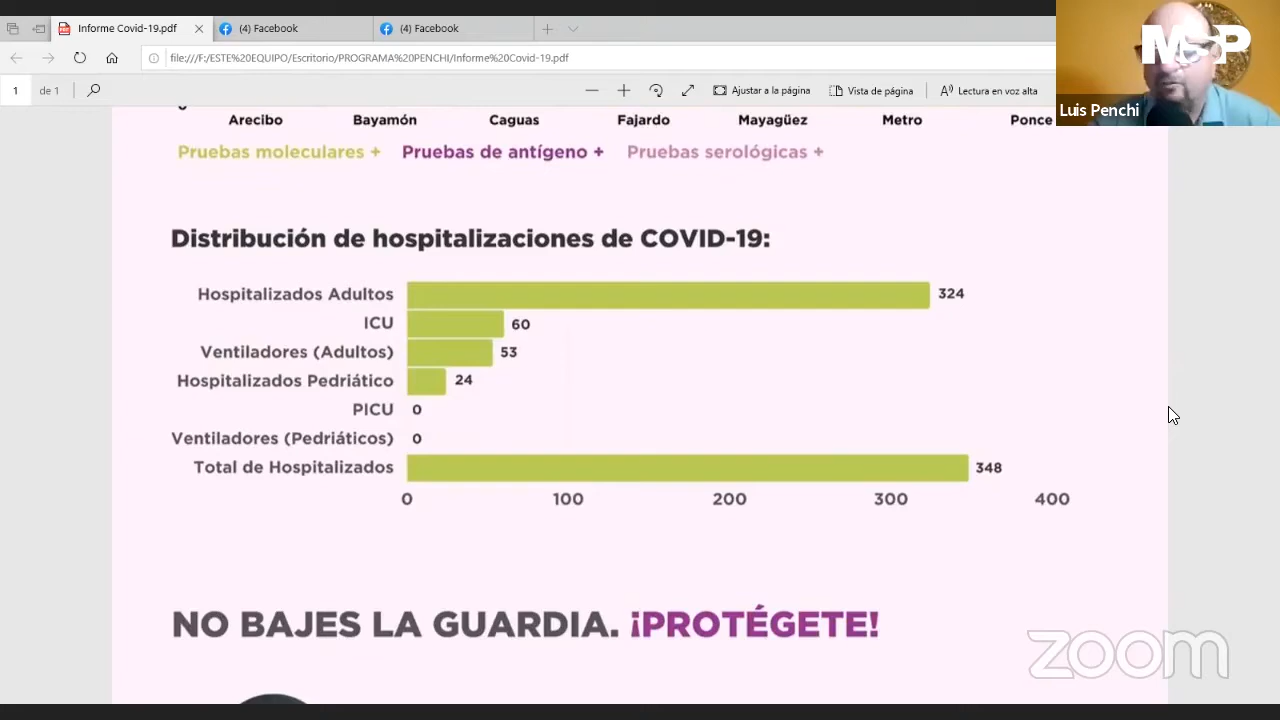 Informe Covid-19.pdf
(4) Facebook
(4) Facebook
file:///F:/ESTE%20EQUIPO/Escritorio/PROGRAMA%20PENCHI/Informe%20Covid-19.pdf
1 de 1
Ajustar a la página
Vista de página
Lectura en voz alta
MSP
Luis Penchi
Arecibo Bayamón Caguas Fajardo Mayagüez Metro Ponce
Pruebas moleculares + Pruebas de antígeno + Pruebas serológicas +
Distribución de hospitalizaciones de COVID-19:
Hospitalizados Adultos 324
ICU 60
Ventiladores (Adultos) 53
Hospitalizados Pediátrico 24
PICU 0
Ventiladores (Pedriáticos) 0
Total de Hospitalizados 348
0 100 200 300 400
NO BAJES LA GUARDIA. ¡PROTÉGETE!
zoom